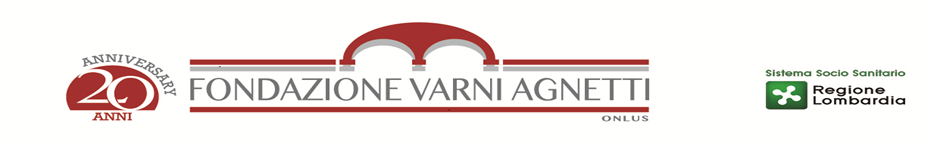 ANNIVERSARY
20
ANNI
FONDAZIONE VARNI AGNETTI
ONLUS
Sistema Socio Sanitario
Regione
Lombardia